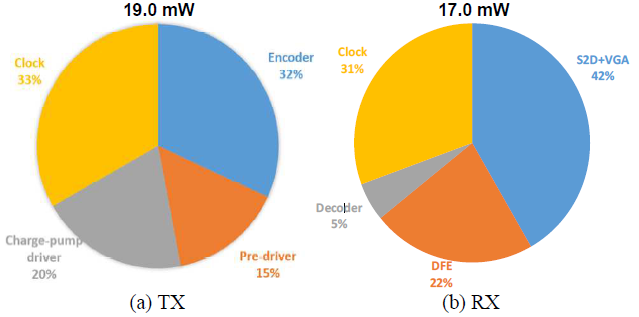 19.0 mW
Clock
33%
Encoder
32%
Charge-pump
driver
20%
Pre-driver
15%
(a) TX
17.0 mW
Clock
31%
S2D+VGA
42%
Decoder
5%
DFE
22%
(b) RX